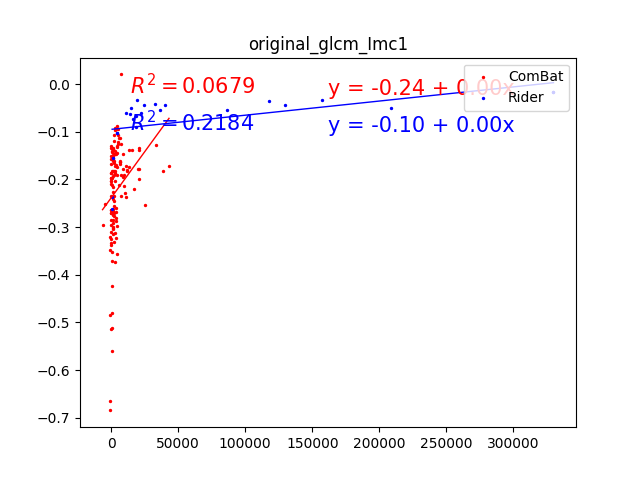 original_glcm_Imc1
R² = 0.0679
y = -0.24 + 0.00x
ComBat
Rider
R² = 0.2184
y = -0.10 + 0.00x
0.0
−0.1
−0.2
−0.3
−0.4
−0.5
−0.6
−0.7
0
50000
100000
150000
200000
250000
300000